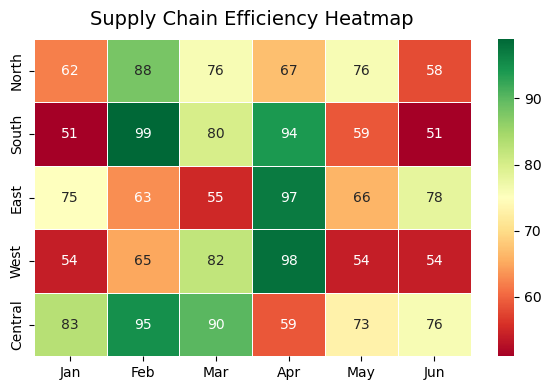 Supply Chain Efficiency Heatmap
North 62 88 76 67 76 58
South 51 99 80 94 59 51
East 75 63 55 97 66 78
West 54 65 82 98 54 54
Central 83 95 90 59 73 76
Jan Feb Mar Apr May Jun
90
80
70
60